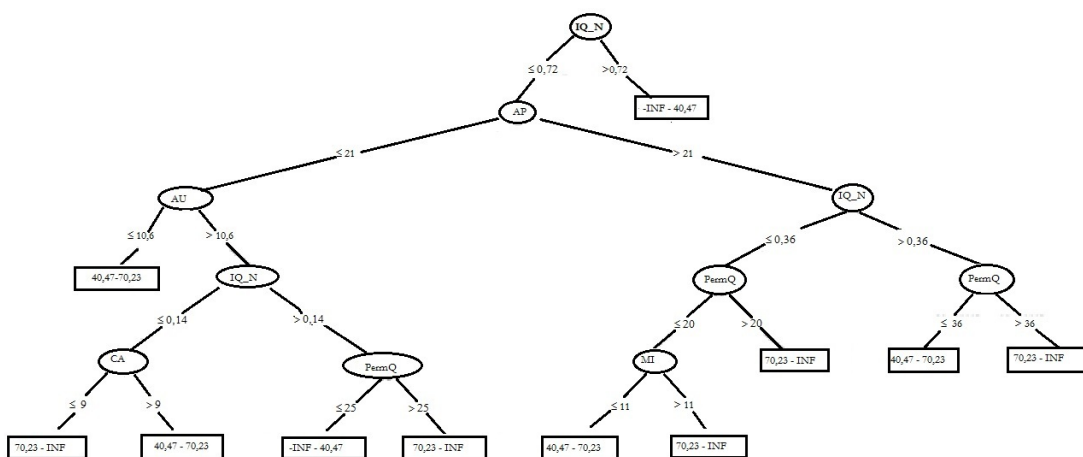 IQ_N
≤ 0,72 >0,72
AP -INF - 40,47
≤ 21 > 21
AU IQ_N
≤ 10,6 > 10,6 ≤ 0,36 > 0,36
40,47-70,23 IQ_N PermQ PermQ
≤ 0,14 > 0,14 ≤20 > 20 ≤ 36 > 36
CA PermQ MI 70,23 - INF 40,47 - 70,23 70,23 - INF
≤ 9 > 9 ≤ 25 > 25 ≤ 11 > 11
70,23 - INF 40,47 - 70,23 -INF - 40,47 70,23 - INF 40,47 - 70,23 70,23 - INF